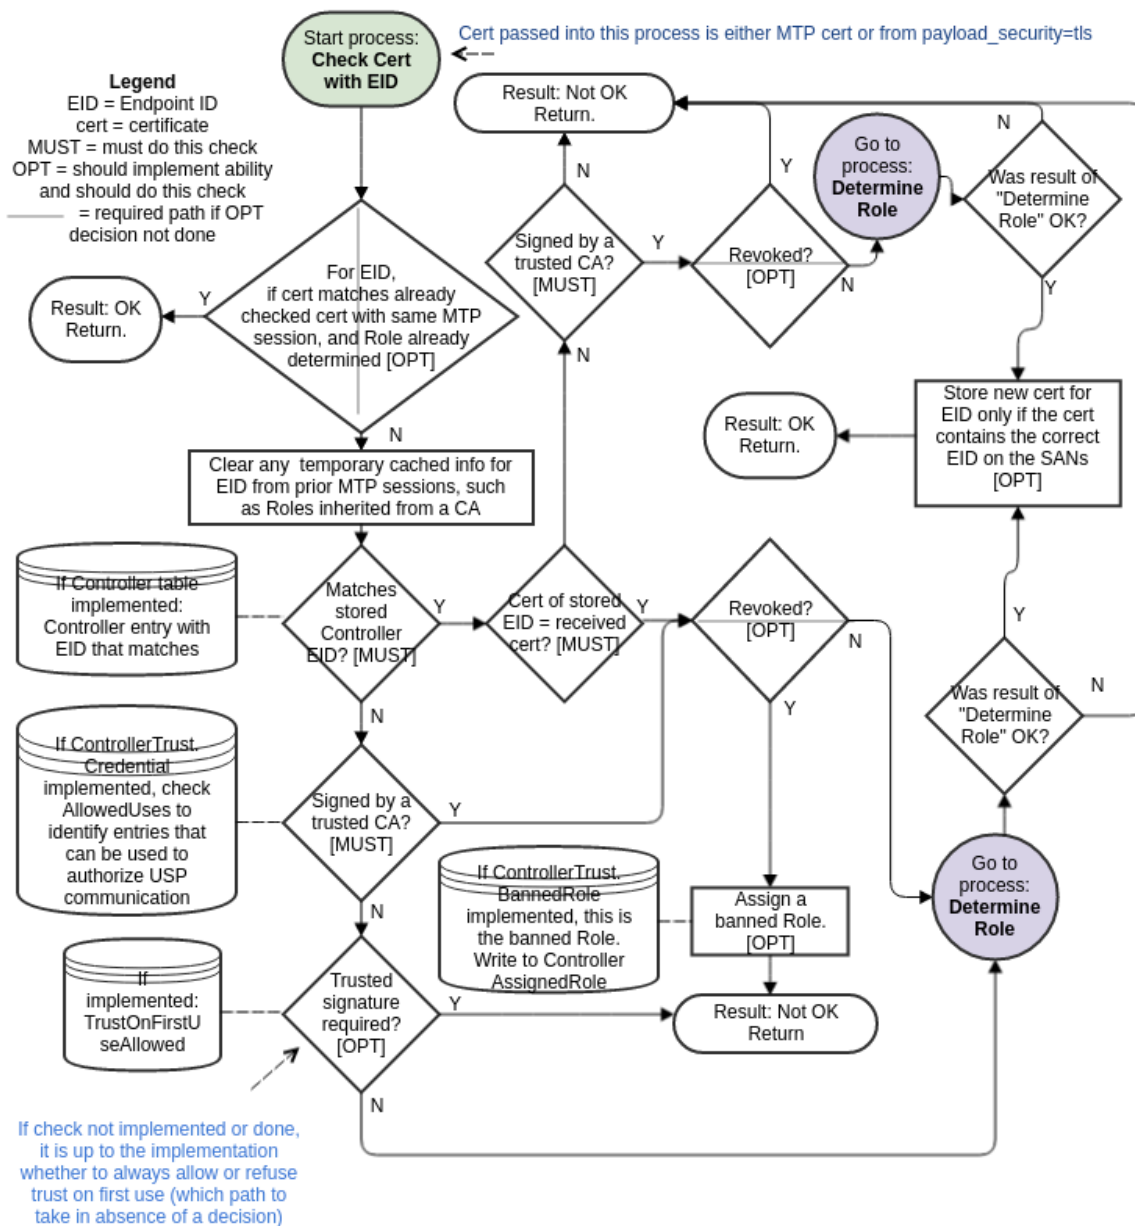 Start process:
Check Cert
with EID
Cert passed into this process is either MTP cert or from payload_security=tls
Legend
EID = Endpoint ID
cert = certificate
MUST = must do this check
OPT = should implement ability
and should do this check
= required path if OPT
decision not done
Result: Not OK
Return.
N
Y
Go to
process:
Determine
Role
N
Was result of
"Determine
Role" OK?
Y
Signed by a
trusted CA?
[MUST]
Y
Revoked?
[OPT]
N
For EID,
if cert matches already
checked cert with same MTP
session, and Role already
determined [OPT]
Y
Result: OK
Return.
N
N
Store new cert for
EID only if the cert
contains the correct
EID on the SANs
[OPT]
Result: OK
Return.
Clear any  temporary cached info for
EID from prior MTP sessions, such
as Roles inherited from a CA
If Controller table
implemented:
Controller entry with
EID that matches
Matches
stored
Controller
EID? [MUST]
Y
Cert of stored
EID = received
cert? [MUST]
Y
Revoked?
[OPT]
N
Y
Y
Was result of
"Determine
Role" OK?
N
N
If ControllerTrust.
Credential
implemented, check
AllowedUses to
identify entries that
can be used to
authorize USP
communication
Signed by a
trusted CA?
[MUST]
Y
N
If ControllerTrust.
BannedRole
implemented, this is
the banned Role.
Write to Controller
AssignedRole
Assign a
banned Role.
[OPT]
Go to
process:
Determine
Role
If
implemented:
TrustOnFirstU
seAllowed
Trusted
signature
required?
[OPT]
Y
Result: Not OK
Return
N
If check not implemented or done,
it is up to the implementation
whether to always allow or refuse
trust on first use (which path to
take in absence of a decision)